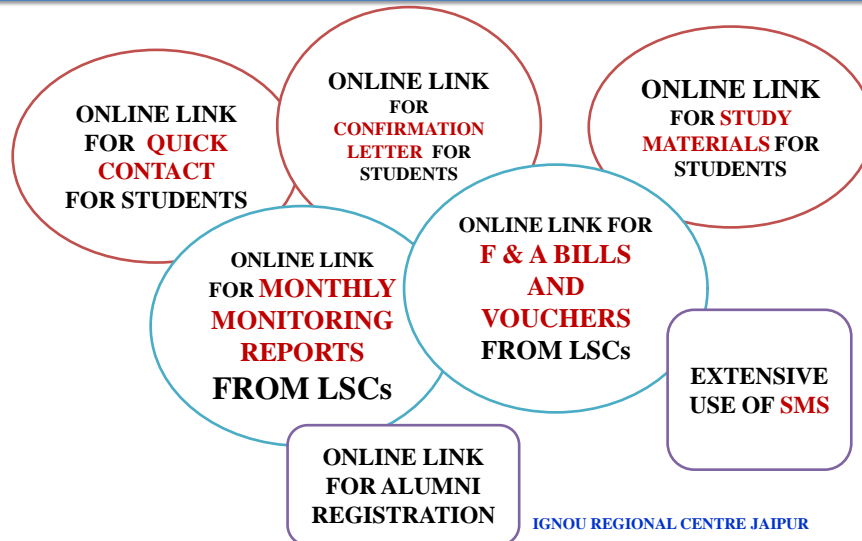 ONLINE LINK
FOR QUICK
CONTACT
FOR STUDENTS
ONLINE LINK
FOR
CONFIRMATION
LETTER FOR
STUDENTS
ONLINE LINK
FOR STUDY
MATERIALS FOR
STUDENTS
ONLINE LINK
FOR MONTHLY
MONITORING
REPORTS
FROM LSCs
ONLINE LINK FOR
F & A BILLS
AND
VOUCHERS
FROM LSCs
EXTENSIVE
USE OF SMS
ONLINE LINK
FOR ALUMNI
REGISTRATION
IGNOU REGIONAL CENTRE JAIPUR